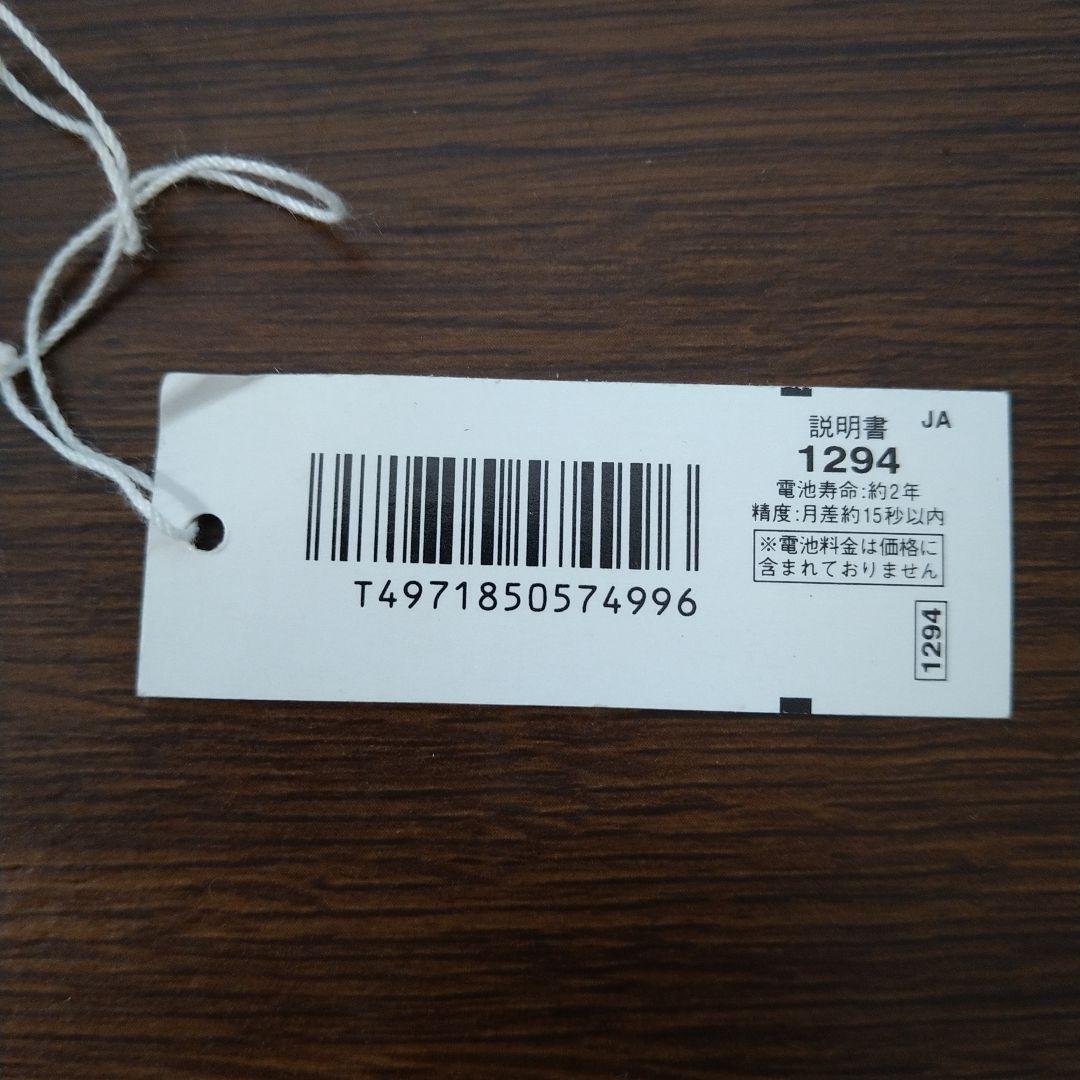 説明書 JA
1294
電池寿命:約2年
精度:月差約15秒以内
※電池料金は価格に
含まれておりません
1294
T4971850574996